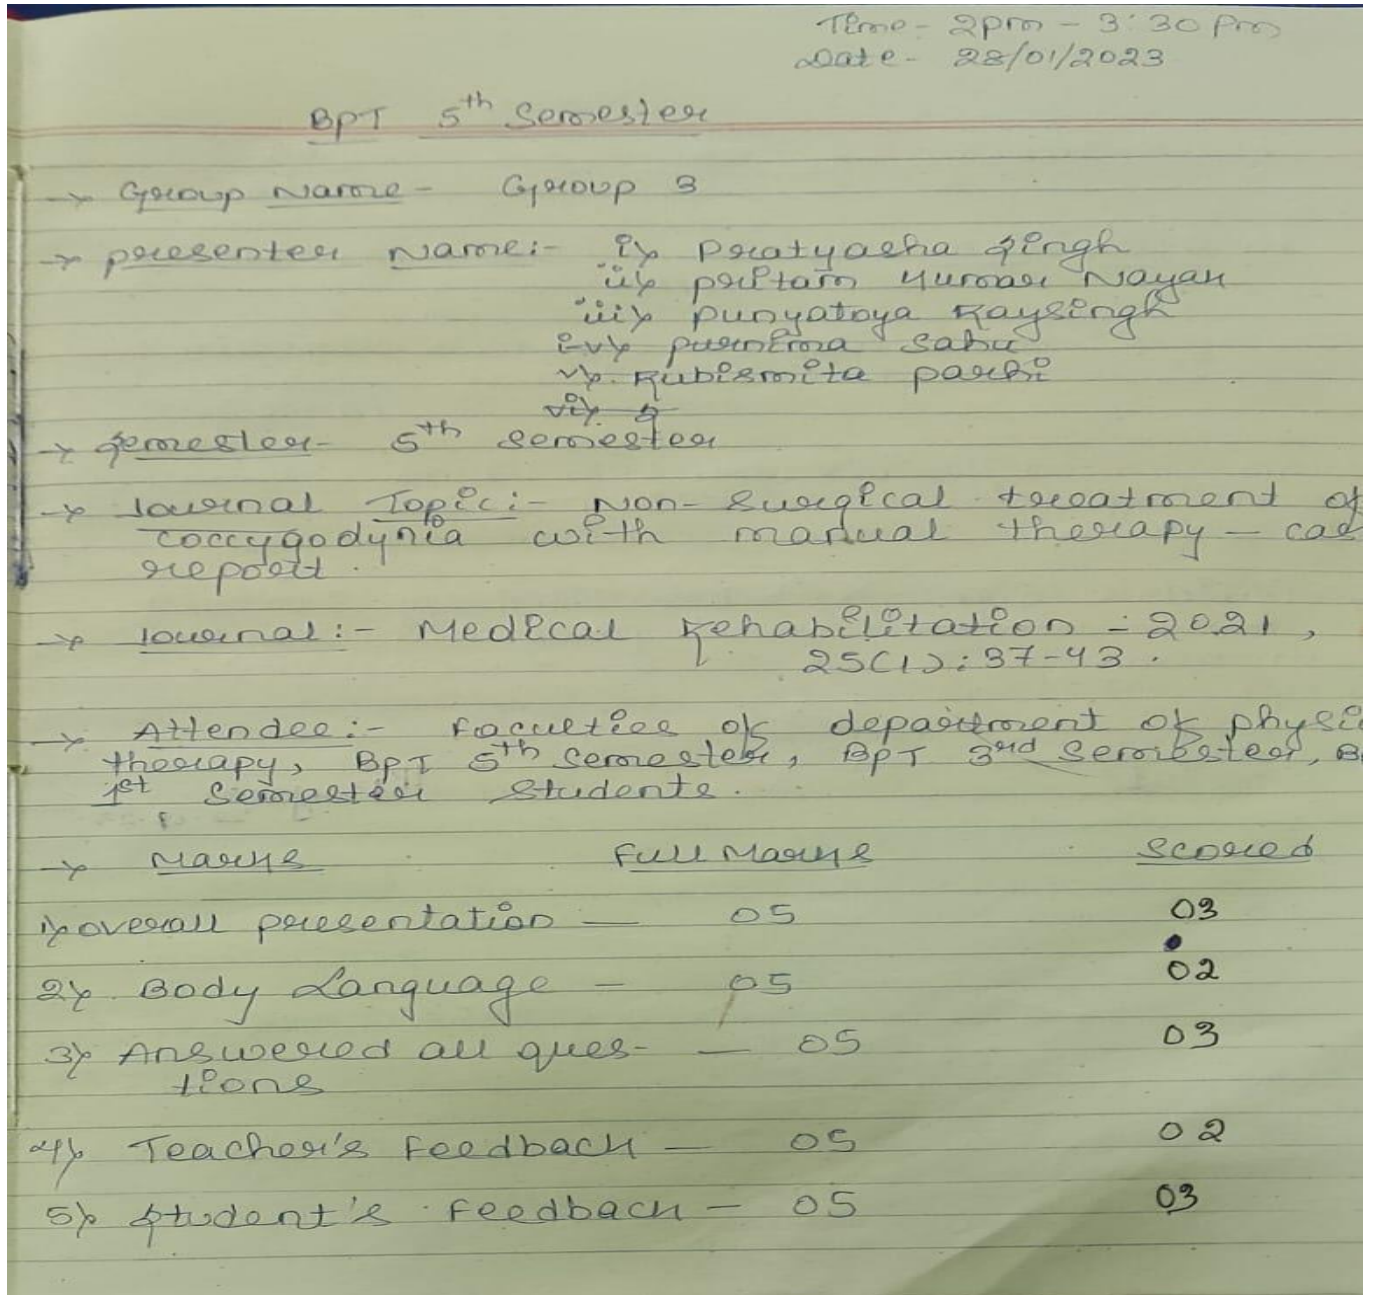 Time - 2pm - 3:30 pm
Date - 28/01/2023
BPT 5th Semester
→ Group Name - Group 3
→ presenter Name:- i) Pratyasha Singh
ii) pritam Kumar Nayak
iii) punyatoya Raysingh
iv) purnima Sahu
v) Rubismita parhi
vi)
→ Semester - 5th Semester
→ Journal Topic:- Non-Surgical treatment of
coccygodynia with manual therapy - cas
report.
→ Journal:- Medical Rehabilitation - 2021,
25(1):37-43.
→ Attendee:- Faculties of department of physi
therapy, BPT 5th Semester, BPT 3rd Semester, B
1st Semester Students.
→ Marks Full Marks Scored
1) overall presentation — 05 03
2) Body Language — 05 02
3) Answered all ques- — 05 03
tions
4) Teacher's Feedback — 05 02
5) Student's Feedback — 05 03